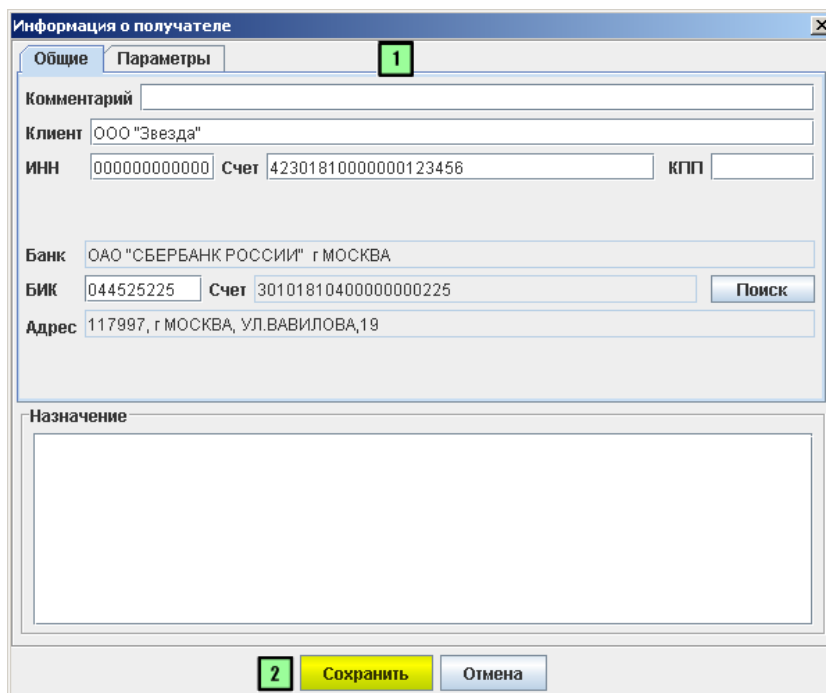 Информация о получателе
Общие Параметры 1
Комментарий
Клиент ООО "Звезда"
ИНН 000000000000 Счет 42301810000000123456 КПП
Банк ОАО "СБЕРБАНК РОССИИ" г МОСКВА
БИК 044525225 Счет 30101810400000000225 Поиск
Адрес 117997, г МОСКВА, УЛ.ВАВИЛОВА,19
Назначение
2 Сохранить Отмена